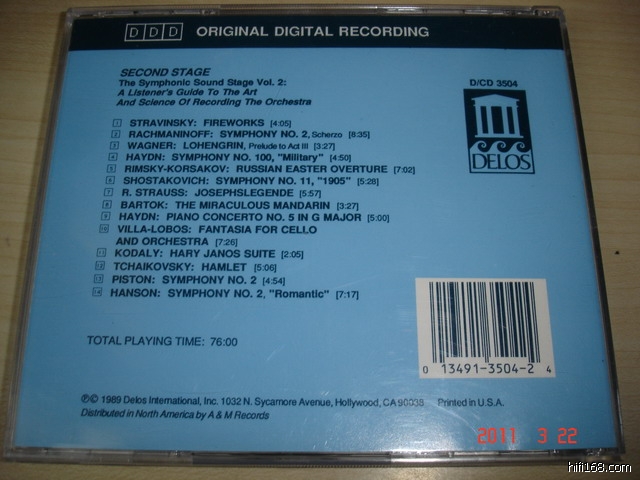 DDD ORIGINAL DIGITAL RECORDING
SECOND STAGE
The Symphonic Sound Stage Vol. 2:
A Listener's Guide To The Art
And Science Of Recording The Orchestra
D/CD 3504
DELOS
1 STRAVINSKY: FIREWORKS [4:05]
2 RACHMANINOFF: SYMPHONY NO. 2, Scherzo [8:35]
3 WAGNER: LOHENGRIN, Prelude to Act III [3:27]
4 HAYDN: SYMPHONY NO. 100, "Military" [4:50]
5 RIMSKY-KORSAKOV: RUSSIAN EASTER OVERTURE [7:02]
6 SHOSTAKOVICH: SYMPHONY NO. 11, "1905" [5:28]
7 R. STRAUSS: JOSEPHSLEGENDE [5:57]
8 BARTOK: THE MIRACULOUS MANDARIN [3:27]
9 HAYDN: PIANO CONCERTO NO. 5 IN G MAJOR [5:00]
10 VILLA-LOBOS: FANTASIA FOR CELLO
AND ORCHESTRA [7:26]
11 KODALY: HARY JANOS SUITE [2:05]
12 TCHAIKOVSKY: HAMLET [5:06]
13 PISTON: SYMPHONY NO. 2 [4:54]
14 HANSON: SYMPHONY NO. 2, "Romantic" [7:17]
TOTAL PLAYING TIME: 76:00
0 13491-3504-2 4
℗© 1989 Delos International, Inc. 1032 N. Sycamore Avenue, Hollywood, CA 90038 Printed in U.S.A.
Distributed in North America by A & M Records
2011 3 22
hifi168.com